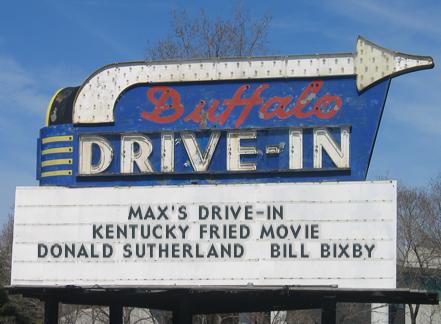 Buffalo
DRIVE-IN
MAX'S DRIVE-IN
KENTUCKY FRIED MOVIE
DONALD SUTHERLAND BILL BIXBY